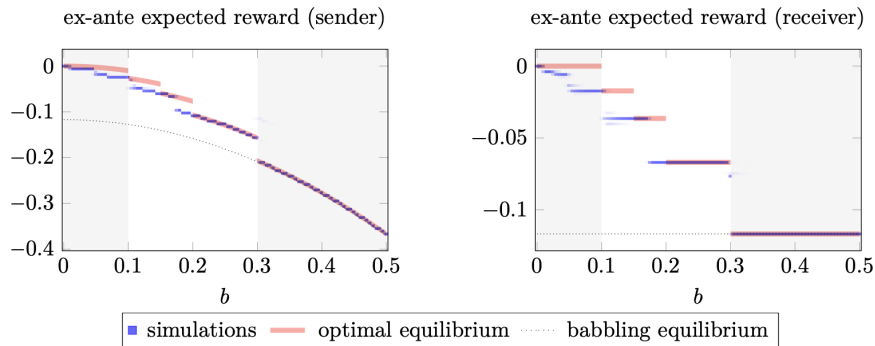 ex-ante expected reward (sender)
ex-ante expected reward (receiver)
0
−0.1
−0.2
−0.3
−0.4
0 0.1 0.2 0.3 0.4 0.5
b
0
−0.05
−0.1
0 0.1 0.2 0.3 0.4 0.5
b
simulations optimal equilibrium babbling equilibrium